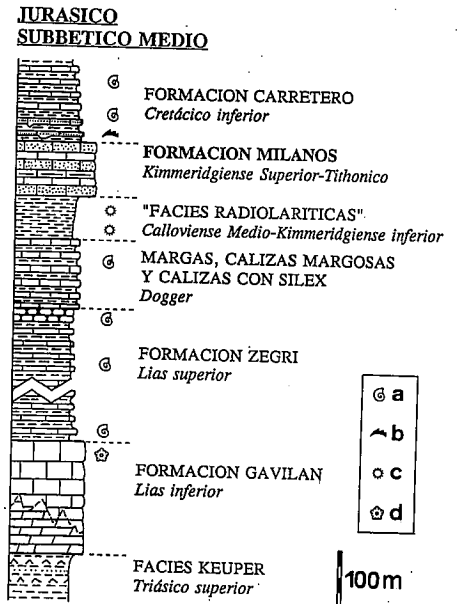 JURASICO
SUBBETICO MEDIO
FORMACION CARRETERO
Cretácico inferior
FORMACION MILANOS
Kimmeridgiense Superior-Tithonico
"FACIES RADIOLARITICAS"
Calloviense Medio-Kimmeridgiense inferior
MARGAS, CALIZAS MARGOSAS
Y CALIZAS CON SILEX
Dogger
FORMACION ZEGRI
Lias superior
FORMACION GAVILAN
Lias inferior
FACIES KEUPER
Triásico superior
a
b
c
d
100m